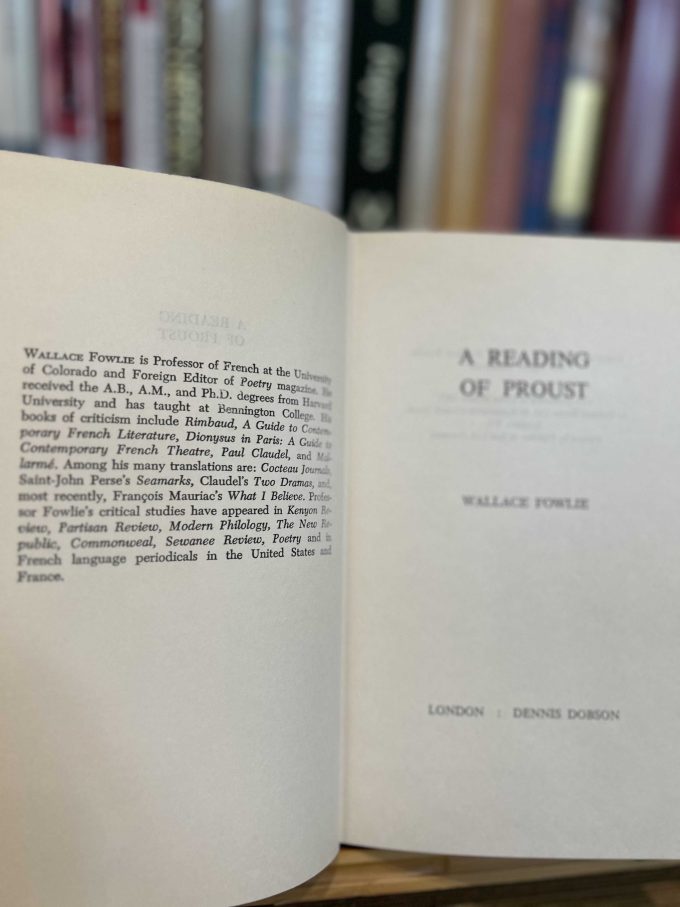 WALLACE FOWLIE is Professor of French at the University
of Colorado and Foreign Editor of Poetry magazine. He
received the A.B., A.M., and Ph.D. degrees from Harvard
University and has taught at Bennington College. His
books of criticism include Rimbaud, A Guide to Contem-
porary French Literature, Dionysus in Paris: A Guide to
Contemporary French Theatre, Paul Claudel, and Mal-
larmé. Among his many translations are: Cocteau Journals,
Saint-John Perse's Seamarks, Claudel's Two Dramas, and,
most recently, François Mauriac's What I Believe. Profes-
sor Fowlie's critical studies have appeared in Kenyon Re-
view, Partisan Review, Modern Philology, The New Re-
public, Commonweal, Sewanee Review, Poetry and in
French language periodicals in the United States and
France.
A READING
OF PROUST
A READING
OF PROUST
WALLACE FOWLIE
LONDON : DENNIS DOBSON